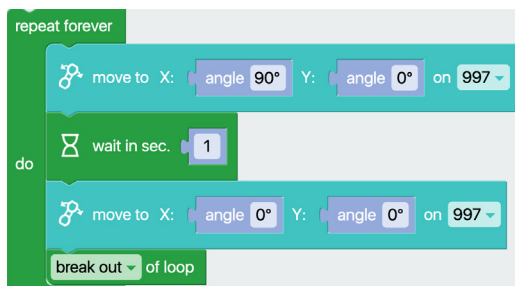 repeat forever
move to X: angle 90° Y: angle 0° on 997
wait in sec. 1
do
move to X: angle 0° Y: angle 0° on 997
break out of loop